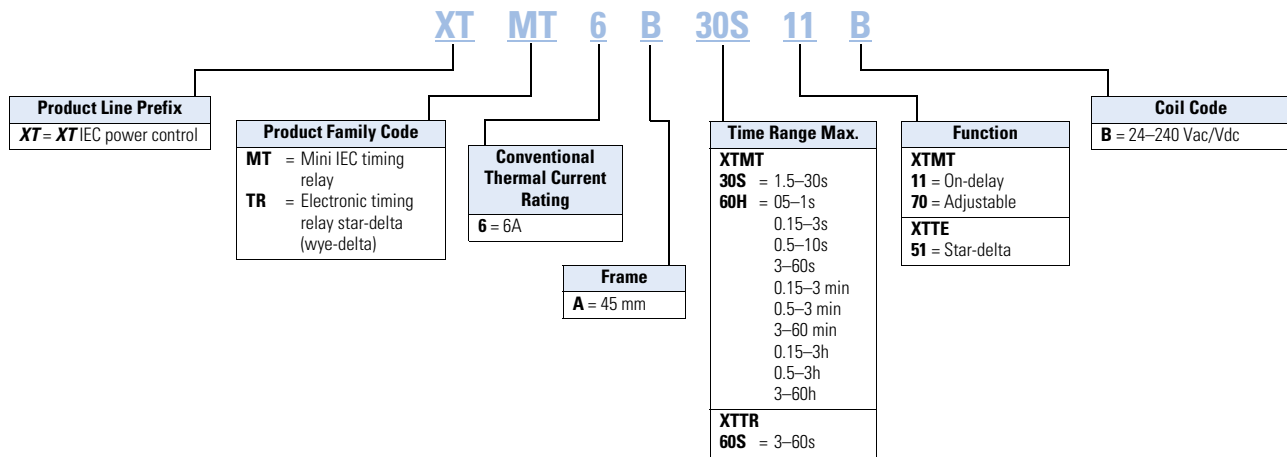 XT MT 6 B 30S 11 B
Product Line Prefix
XT = XT IEC power control
Product Family Code
MT = Mini IEC timing
relay
TR = Electronic timing
relay star-delta
(wye-delta)
Conventional
Thermal Current
Rating
6 = 6A
Frame
A = 45 mm
Time Range Max.
XTMT
30S = 1.5–30s
60H = 05–1s
0.15–3s
0.5–10s
3–60s
0.15–3 min
0.5–3 min
3–60 min
0.15–3h
0.5–3h
3–60h
XTTR
60S = 3–60s
Function
XTMT
11 = On-delay
70 = Adjustable
XTTE
51 = Star-delta
Coil Code
B = 24–240 Vac/Vdc